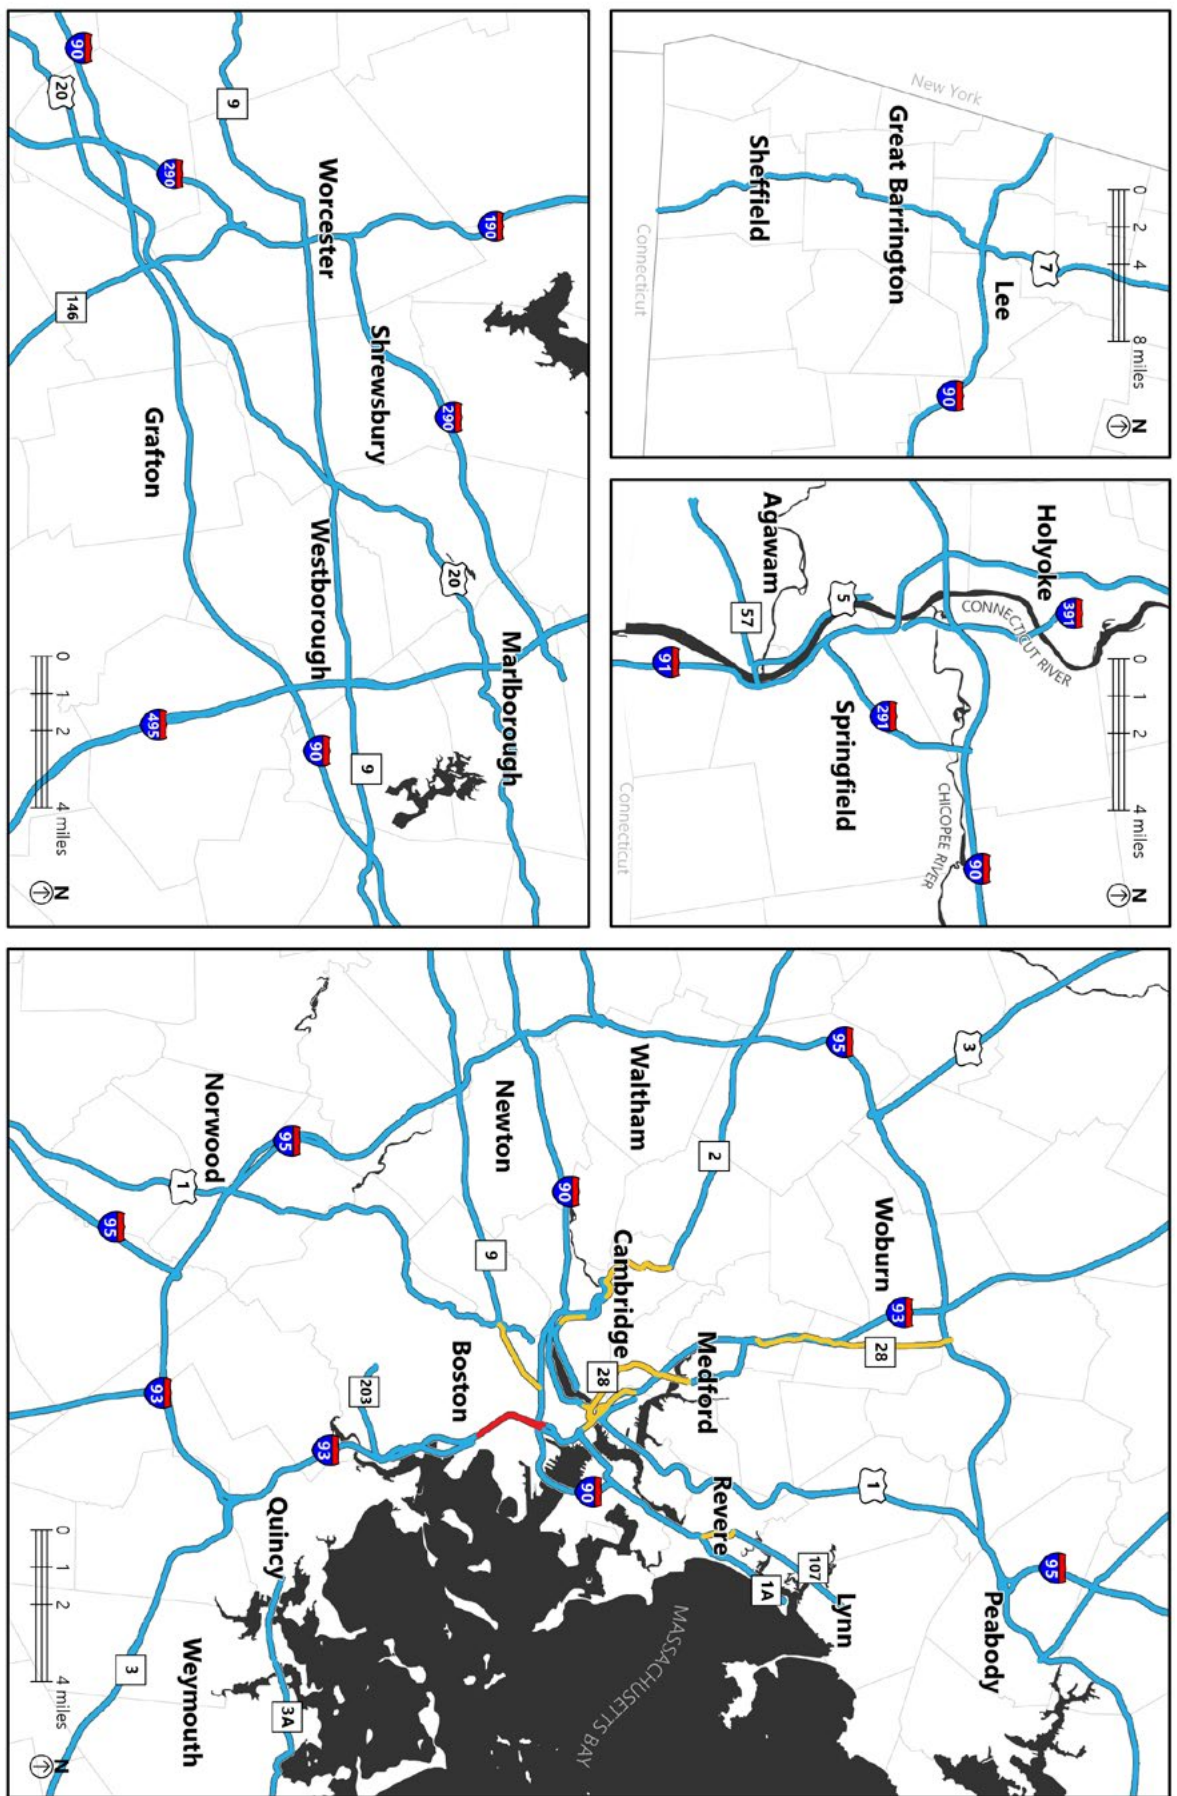 New York
Great Barrington
Sheffield
Lee
Connecticut
7
90
0 2 4 8 miles
N
Holyoke
Agawam
Springfield
CONNECTICUT RIVER
CHICOPEE RIVER
Connecticut
391
5
57
91
291
90
0 1 2 4 miles
N
90
20
9
290
190
146
Worcester
Shrewsbury
Grafton
290
Westborough
20
Marlborough
495
90
9
0 1 2 4 miles
N
3
95
Waltham
2
Woburn
Newton
Norwood
95
1
95
90
9
Cambridge
93
28
Medford
28
Boston
203
93
93
90
Revere
1
107
1A
Lynn
95
Peabody
Quincy
MASSACHUSETTS BAY
Weymouth
3
3A
0 1 2 4 miles
N